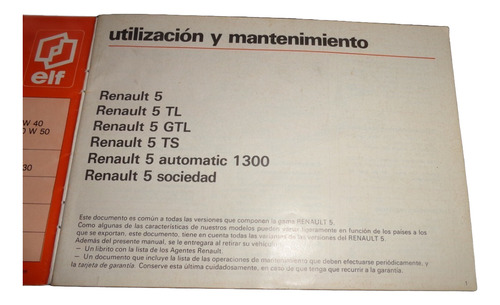 elf
W 40
W 50
30
utilización y mantenimiento
Renault 5
Renault 5 TL
Renault 5 GTL
Renault 5 TS
Renault 5 automatic 1300
Renault 5 sociedad
Este documento es común a todas las versiones que componen la gama RENAULT 5.
Como algunas de las características de nuestros modelos pueden variar ligeramente en función de los países a los
que se exportan, este documento, tiene en cuenta todas las variantes de las versiones del RENAULT 5.
Además del presente manual, se le entregará al retirar su vehículo:
— Un librito con la lista de los Agentes Renault.
— Un documento que incluye la lista de las operaciones de mantenimiento que deben efectuarse periódicamente, y
la tarjeta de garantía. Conserve esta última cuidadosamente, en caso de que tenga que recurrir a la garantía.
1